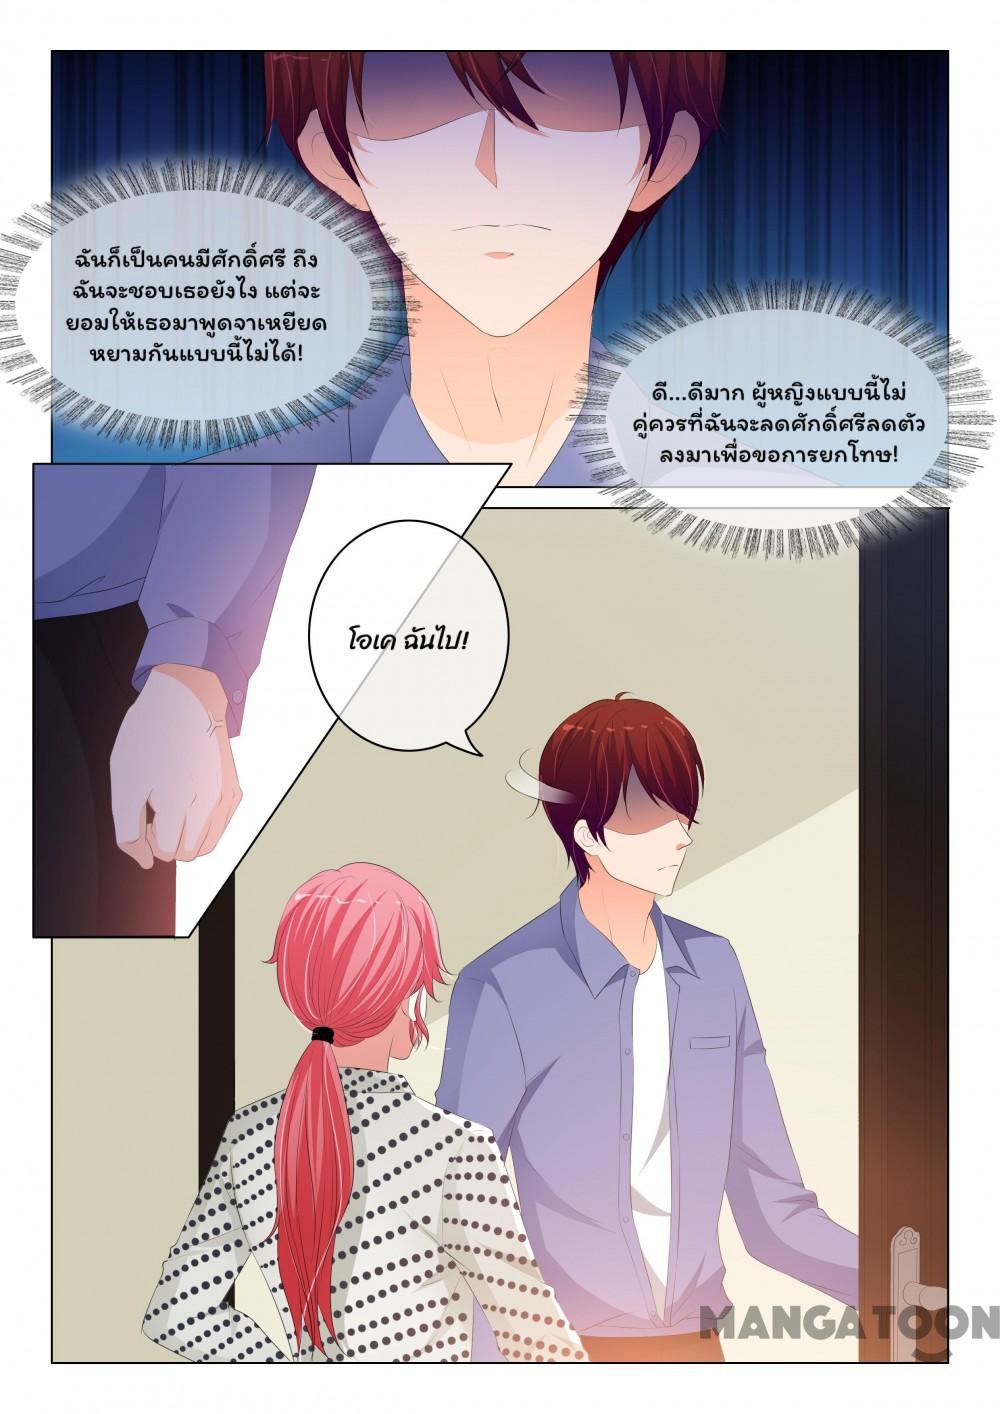 ฉันก็เป็นคนมีศักดิ์ศรี ถึง
ฉันจะชอบเธอยังไง แต่จะ
ยอมให้เธอมาพูดจาเหยียด
หยามกันแบบนี้ไม่ได้!
ดี...ดีมาก ผู้หญิงแบบนี้ไม่
คู่ควรที่ฉันจะลดศักดิ์ศรีลดตัว
ลงมาเพื่อขอการยกโทษ!
โอเค ฉันไป!
MANGATOON